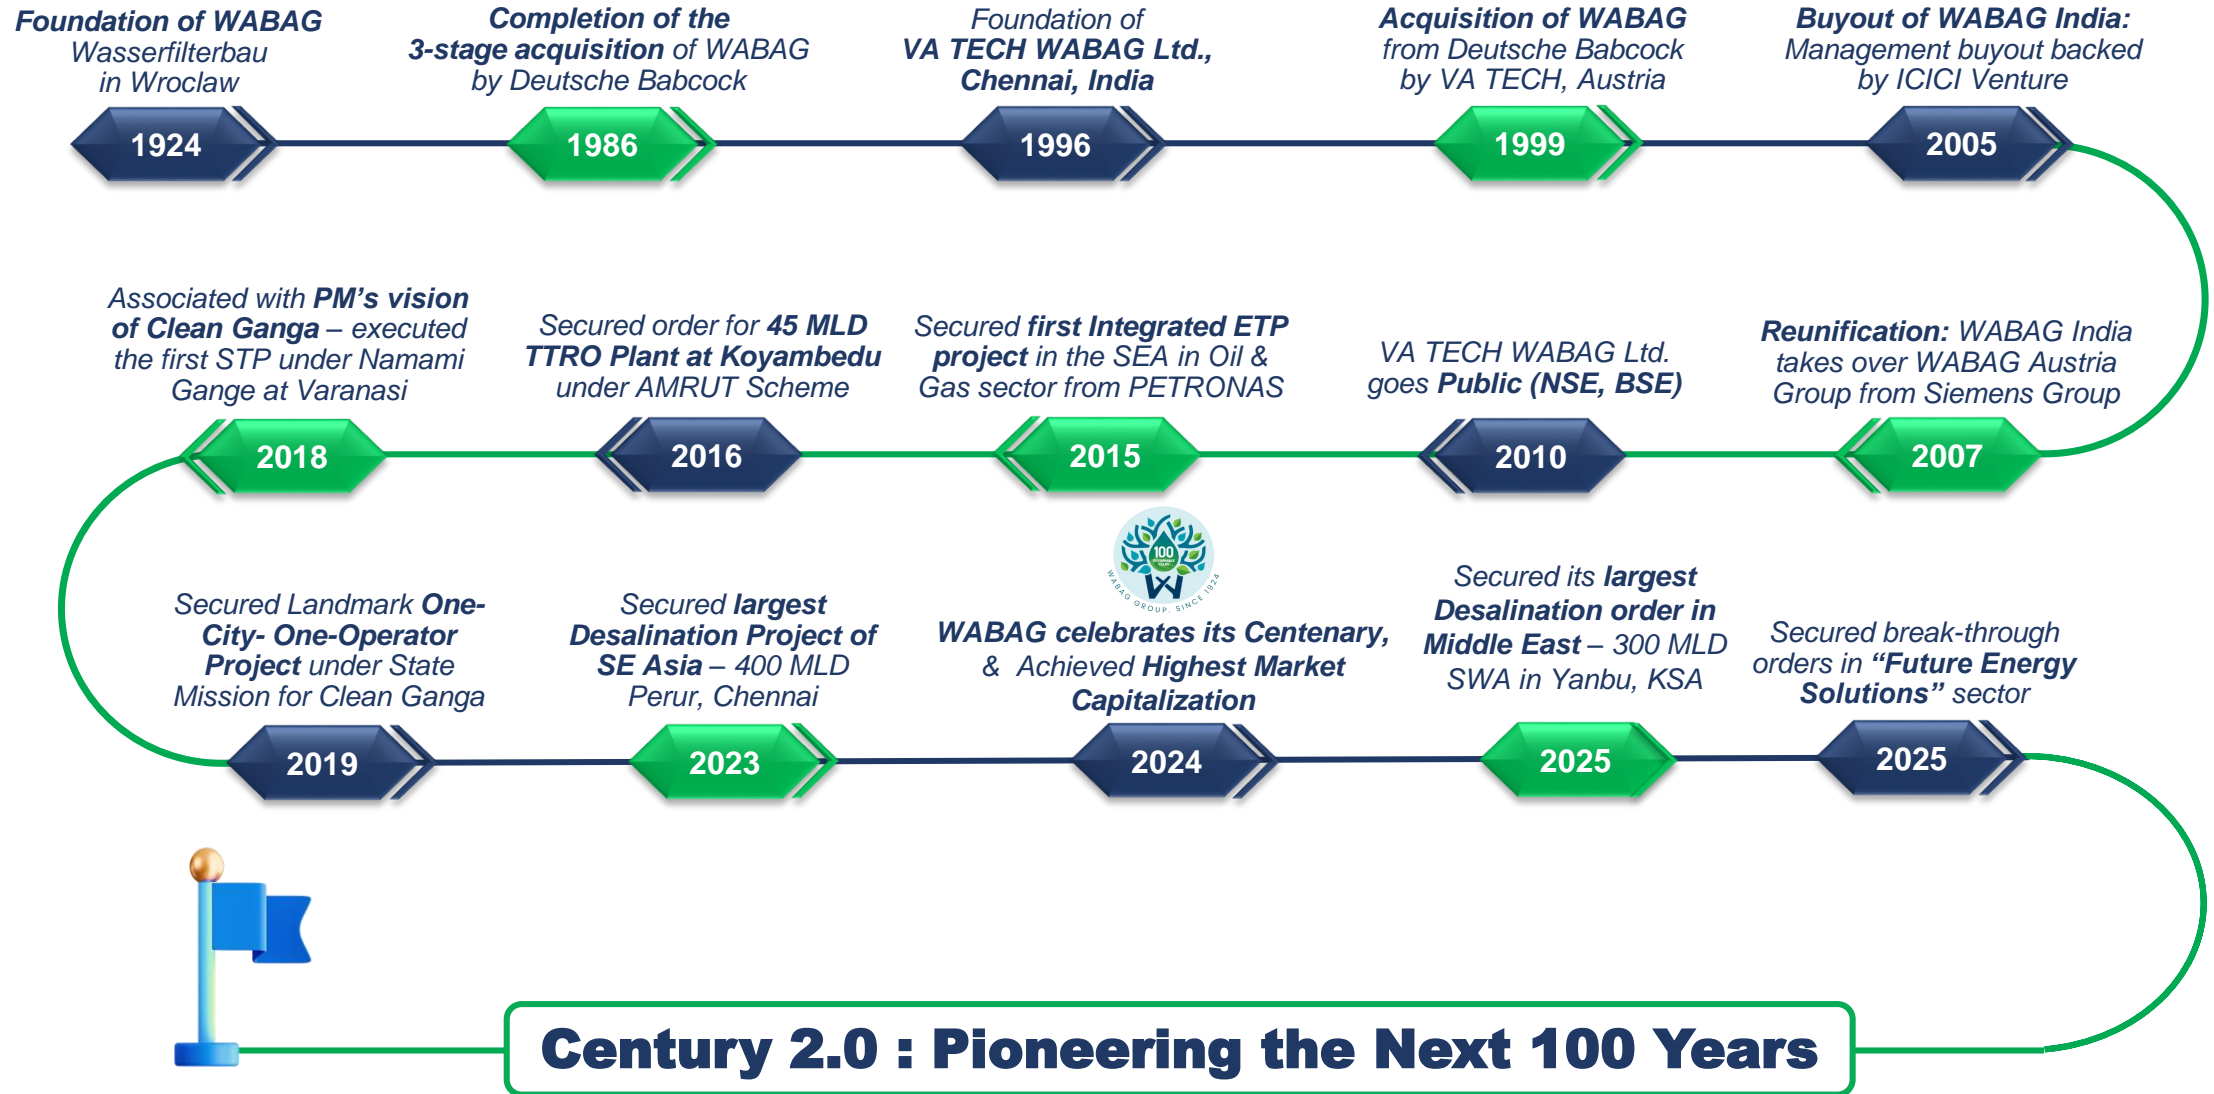 Foundation of WABAG
Wasserfilterbau
in Wroclaw
1924
Completion of the
3-stage acquisition of WABAG
by Deutsche Babcock
1986
Foundation of
VA TECH WABAG Ltd.,
Chennai, India
1996
Acquisition of WABAG
from Deutsche Babcock
by VA TECH, Austria
1999
Buyout of WABAG India:
Management buyout backed
by ICICI Venture
2005
Reunification: WABAG India
takes over WABAG Austria
Group from Siemens Group
2007
VA TECH WABAG Ltd.
goes Public (NSE, BSE)
2010
Secured first Integrated ETP
project in the SEA in Oil &
Gas sector from PETRONAS
2015
Secured order for 45 MLD
TTRO Plant at Koyambedu
under AMRUT Scheme
2016
Associated with PM’s vision
of Clean Ganga – executed
the first STP under Namami
Gange at Varanasi
2018
Secured Landmark One-
City- One-Operator
Project under State
Mission for Clean Ganga
2019
Secured largest
Desalination Project of
SE Asia – 400 MLD
Perur, Chennai
2023
100
WABAG GROUP. SINCE 1924
WABAG celebrates its Centenary,
& Achieved Highest Market
Capitalization
2024
Secured its largest
Desalination order in
Middle East – 300 MLD
SWA in Yanbu, KSA
2025
Secured break-through
orders in “Future Energy
Solutions” sector
2025
Century 2.0 : Pioneering the Next 100 Years